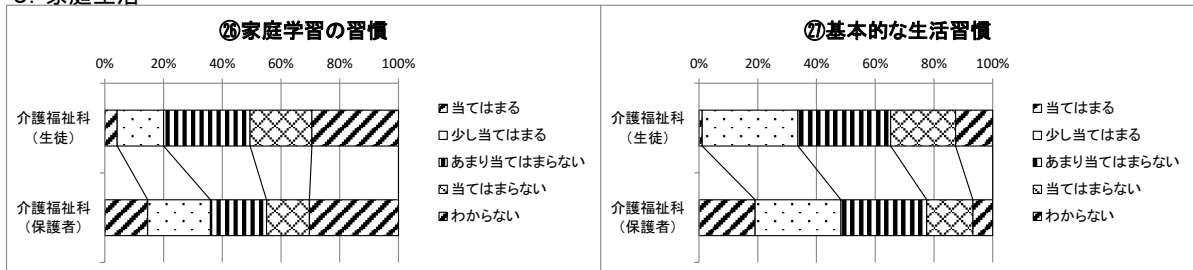 3. 家庭生活
㉖家庭学習の習慣
0% 20% 40% 60% 80% 100%
介護福祉科
（生徒）
介護福祉科
（保護者）
当てはまる
少し当てはまる
あまり当てはまらない
当てはまらない
わからない
㉗基本的な生活習慣
0% 20% 40% 60% 80% 100%
介護福祉科
（生徒）
介護福祉科
（保護者）
当てはまる
少し当てはまる
あまり当てはまらない
当てはまらない
わからない